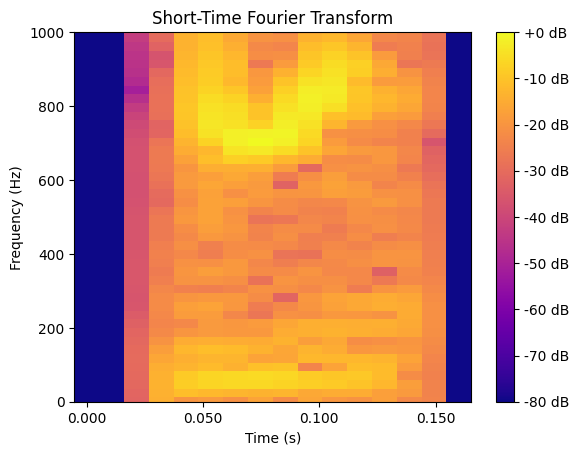 Short-Time Fourier Transform
1000
800
600
400
200
0
Frequency (Hz)
0.000
0.050
0.100
0.150
Time (s)
+0 dB
-10 dB
-20 dB
-30 dB
-40 dB
-50 dB
-60 dB
-70 dB
-80 dB